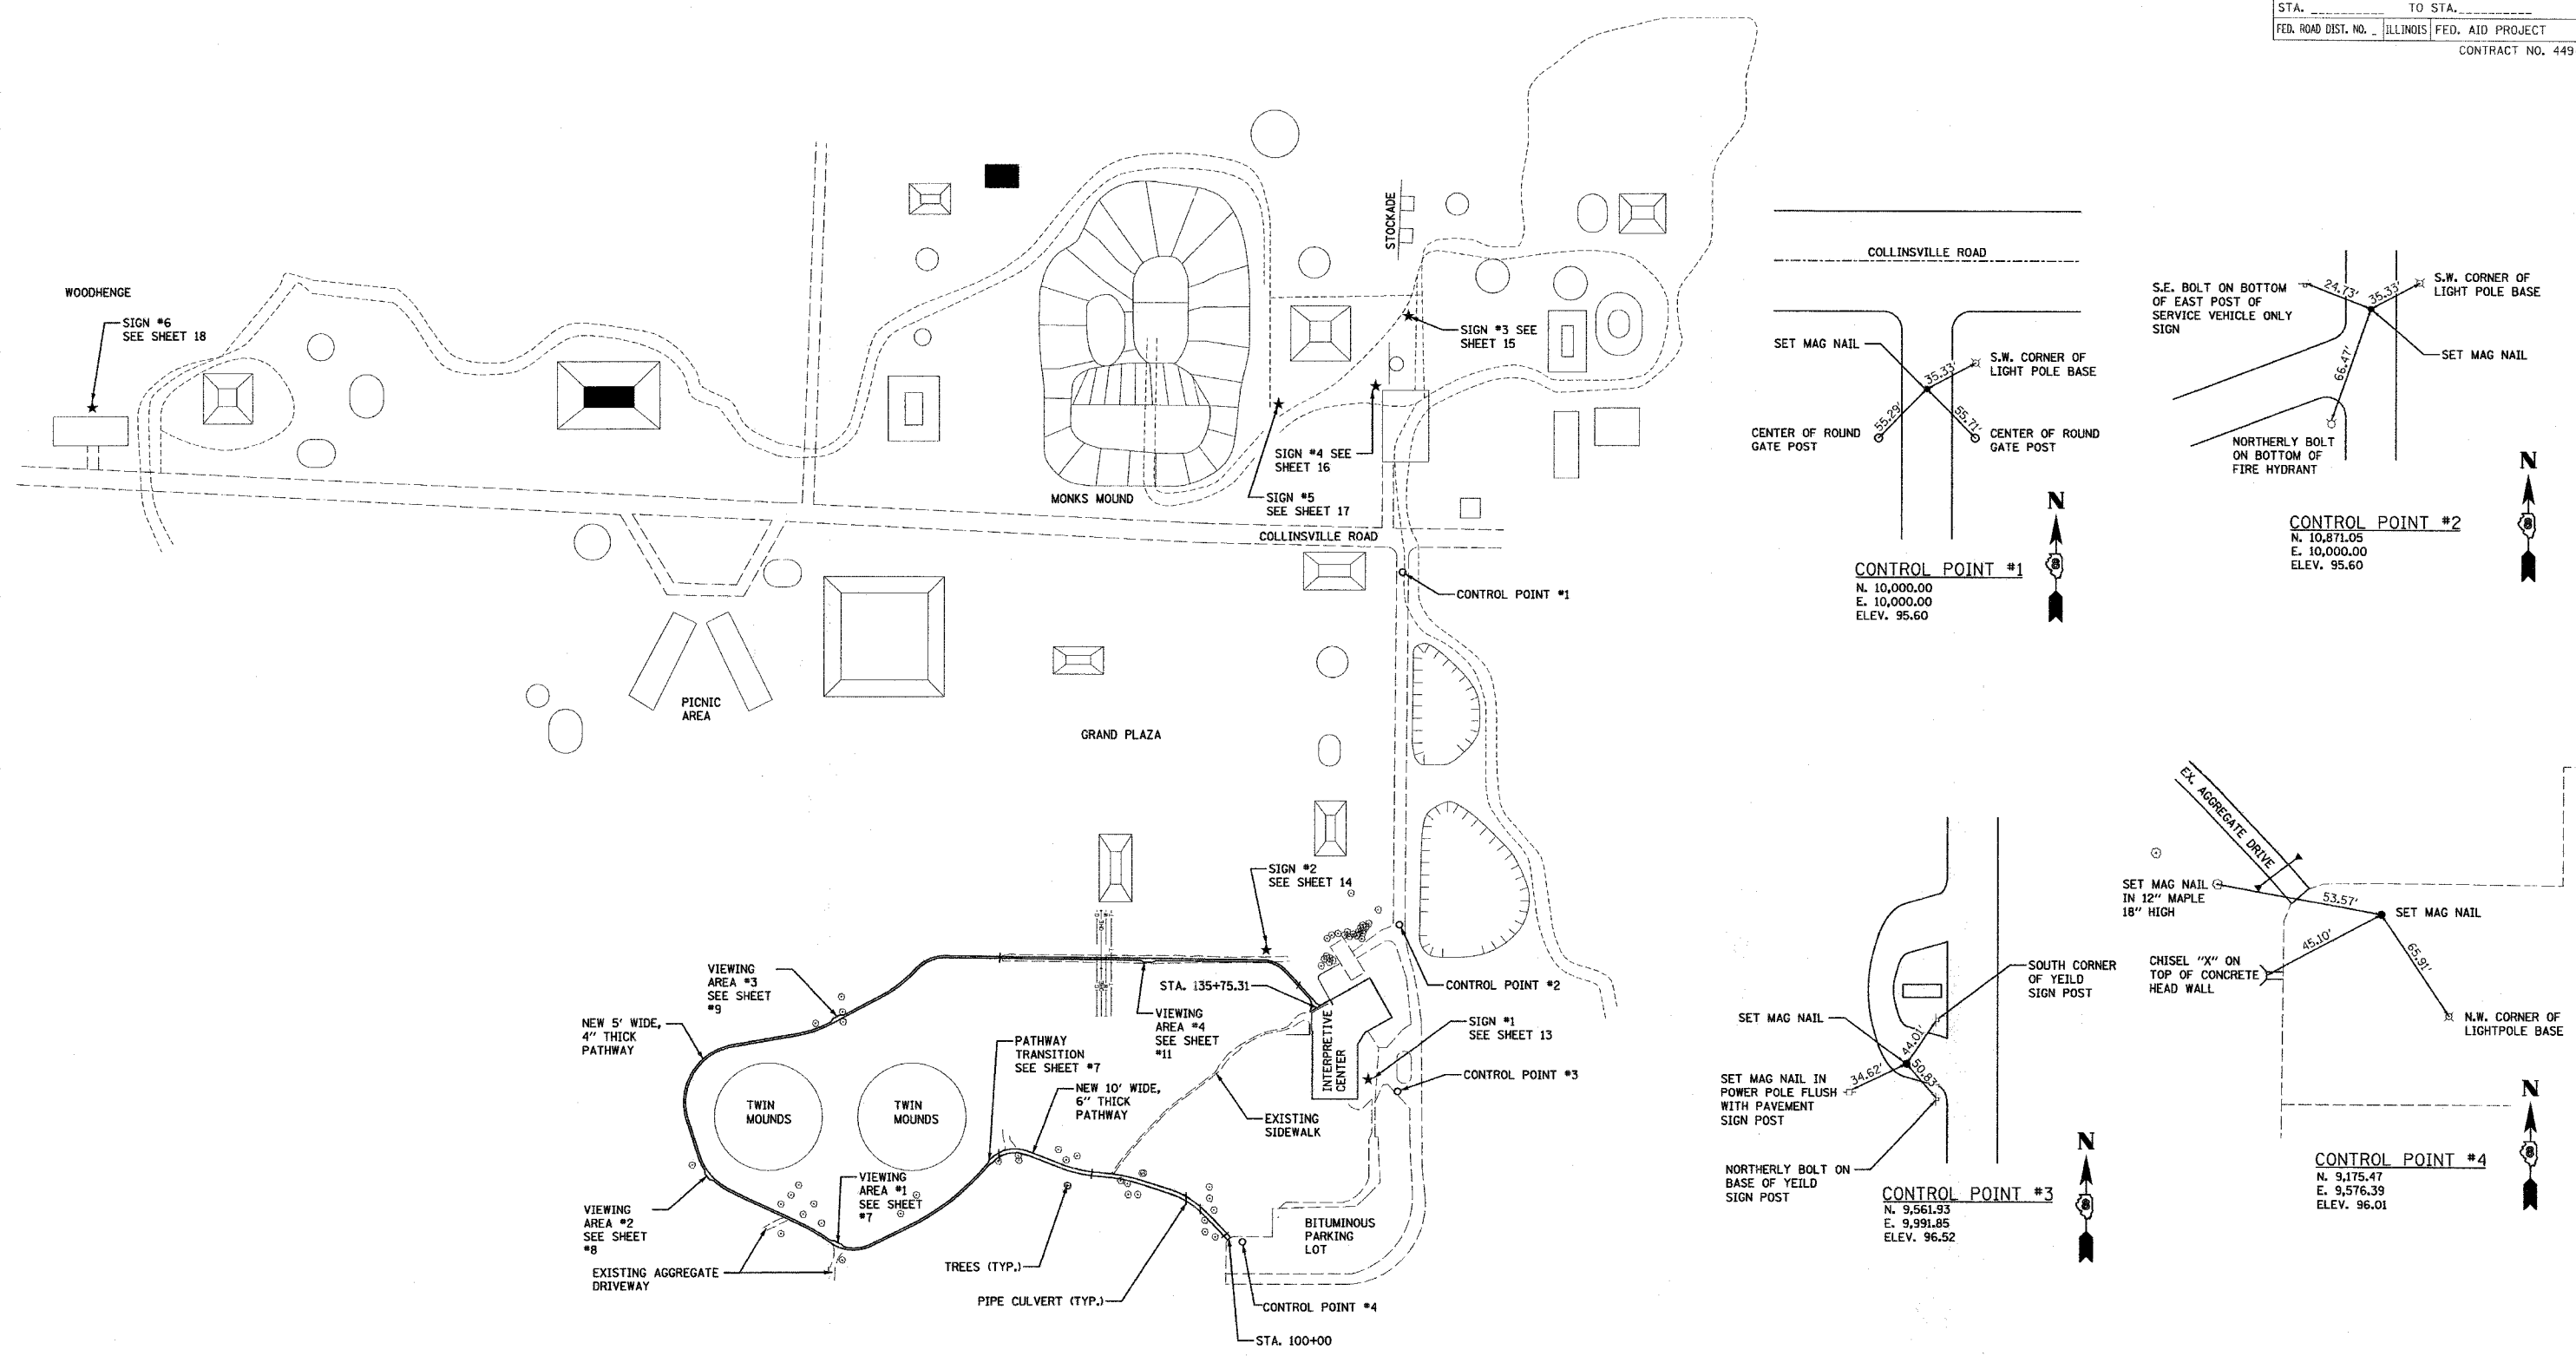 STA. __________ TO STA.__________
FED. ROAD DIST. NO. _ ILLINOIS FED. AID PROJECT
CONTRACT NO. 449
WOODHENGE
SIGN #6
SEE SHEET 18
STOCKADE
SIGN #3 SEE
SHEET 15
SIGN #4 SEE
SHEET 16
SIGN #5
SEE SHEET 17
MONKS MOUND
COLLINSVILLE ROAD
CONTROL POINT #1
PICNIC
AREA
GRAND PLAZA
SIGN #2
SEE SHEET 14
VIEWING
AREA #3
SEE SHEET
#9
STA. 135+75.31
CONTROL POINT #2
NEW 5' WIDE,
4" THICK
PATHWAY
VIEWING
AREA #4
SEE SHEET
#11
INTERPRETIVE
CENTER
SIGN #1
SEE SHEET 13
PATHWAY
TRANSITION
SEE SHEET #7
NEW 10' WIDE,
6" THICK
PATHWAY
CONTROL POINT #3
TWIN
MOUNDS
TWIN
MOUNDS
EXISTING
SIDEWALK
VIEWING
AREA #1
SEE SHEET
#7
VIEWING
AREA #2
SEE SHEET
#8
BITUMINOUS
PARKING
LOT
EXISTING AGGREGATE
DRIVEWAY
TREES (TYP.)
PIPE CULVERT (TYP.)
CONTROL POINT #4
STA. 100+00
COLLINSVILLE ROAD
SET MAG NAIL
35.33'
S.W. CORNER OF
LIGHT POLE BASE
55.29'
55.71'
CENTER OF ROUND
GATE POST
CENTER OF ROUND
GATE POST
N
8
CONTROL POINT #1
N. 10,000.00
E. 10,000.00
ELEV. 95.60
S.E. BOLT ON BOTTOM
OF EAST POST OF
SERVICE VEHICLE ONLY
SIGN
24.73'
35.33'
S.W. CORNER OF
LIGHT POLE BASE
SET MAG NAIL
66.47'
NORTHERLY BOLT
ON BOTTOM OF
FIRE HYDRANT
N
8
CONTROL POINT #2
N. 10,871.05
E. 10,000.00
ELEV. 95.60
SOUTH CORNER
OF YEILD
SIGN POST
SET MAG NAIL
44.01'
34.62'
50.83'
SET MAG NAIL IN
POWER POLE FLUSH
WITH PAVEMENT
SIGN POST
NORTHERLY BOLT ON
BASE OF YEILD
SIGN POST
N
8
CONTROL POINT #3
N. 9,561.93
E. 9,991.85
ELEV. 96.52
EX. AGGREGATE DRIVE
SET MAG NAIL
IN 12" MAPLE
18" HIGH
53.57'
SET MAG NAIL
45.10'
65.91'
CHISEL "X" ON
TOP OF CONCRETE
HEAD WALL
N.W. CORNER OF
LIGHTPOLE BASE
N
8
CONTROL POINT #4
N. 9,175.47
E. 9,576.39
ELEV. 96.01